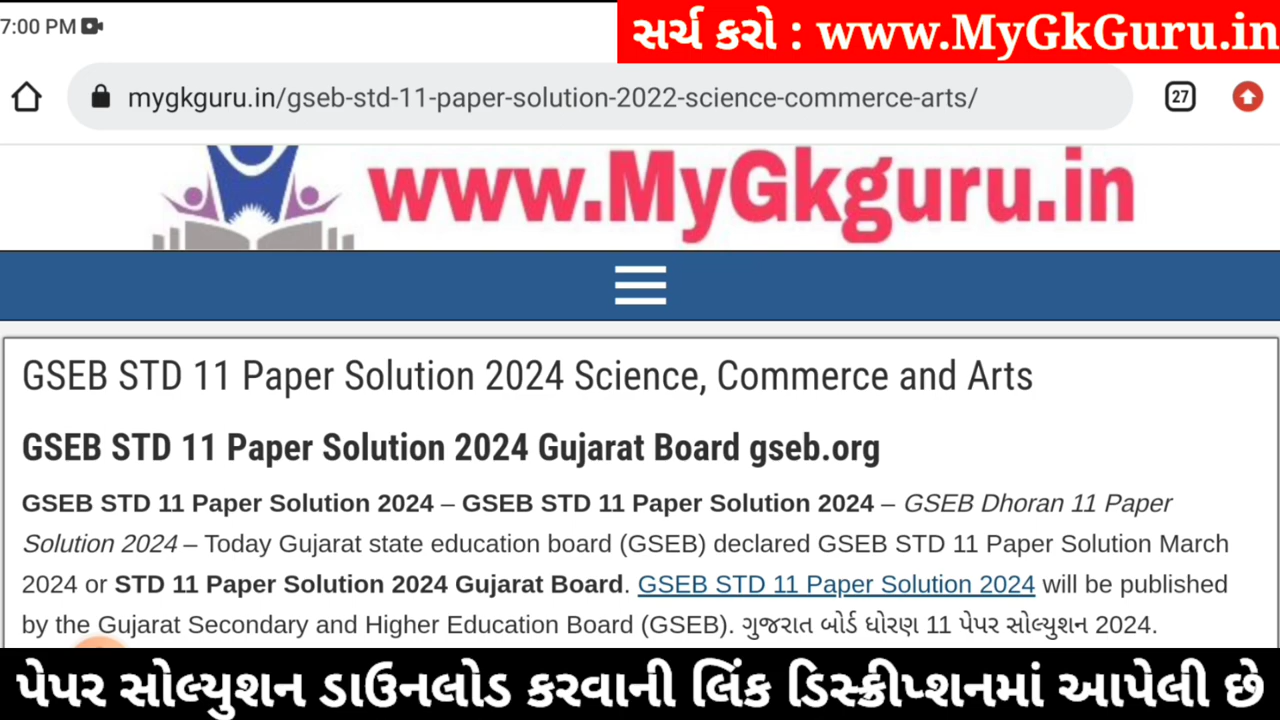 7:00 PM
સર્ચ કરો : www.MyGkGuru.in
mygkguru.in/gseb-std-11-paper-solution-2022-science-commerce-arts/
27
www.MyGkguru.in
GSEB STD 11 Paper Solution 2024 Science, Commerce and Arts
GSEB STD 11 Paper Solution 2024 Gujarat Board gseb.org
GSEB STD 11 Paper Solution 2024 – GSEB STD 11 Paper Solution 2024 – GSEB Dhoran 11 Paper
Solution 2024 – Today Gujarat state education board (GSEB) declared GSEB STD 11 Paper Solution March
2024 or STD 11 Paper Solution 2024 Gujarat Board. GSEB STD 11 Paper Solution 2024 will be published
by the Gujarat Secondary and Higher Education Board (GSEB). ગુજરાત બોર્ડ ધોરણ 11 પેપર સોલ્યુશન 2024.
પેપર સોલ્યુશન ડાઉનલોડ કરવાની લિંક ડિસ્ક્રીપ્શનમાં આપેલી છે